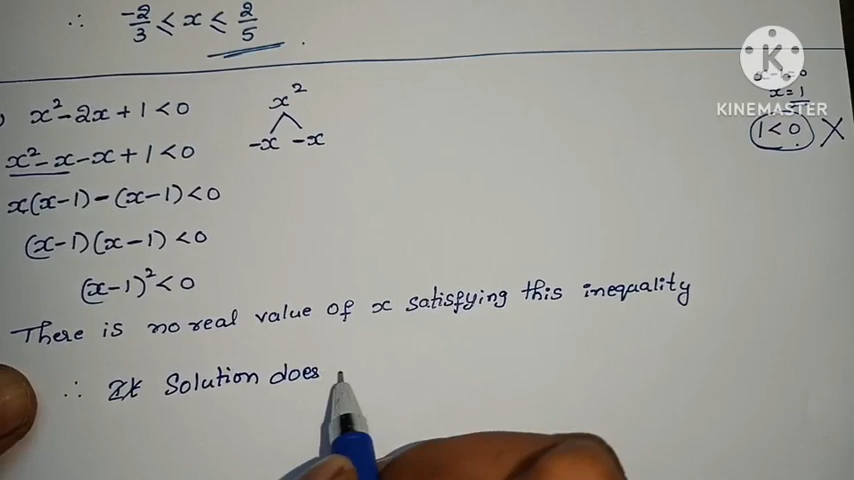 ∴ -2/3 ≤ x ≤ 2/5
x² - 2x + 1 < 0
x² - x - x + 1 < 0
x(x-1) - (x-1) < 0
(x-1)(x-1) < 0
(x-1)² < 0
There is no real value of x satisfying this inequality
∴ Solution does
x²
-x -x
x = 1
KINEMASTER
1 < 0 X